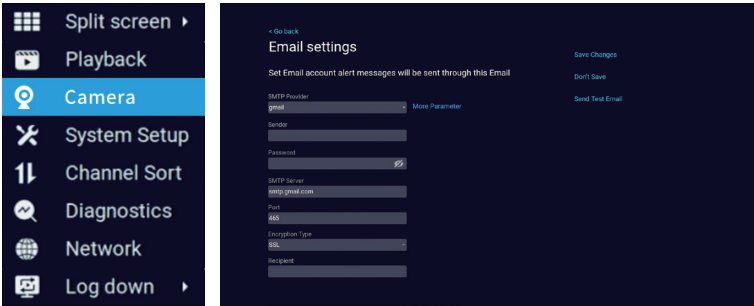 Split screen
Playback
Camera
System Setup
Channel Sort
Diagnostics
Network
Log down
< Go back
Email settings
Set Email account alert messages will be sent through this Email
SMTP Provider
gmail
More Parameter
Sender
Password
SMTP Server
smtp.gmail.com
Port
465
Encryption Type
SSL
Recipient
Save Changes
Don't Save
Send Test Email